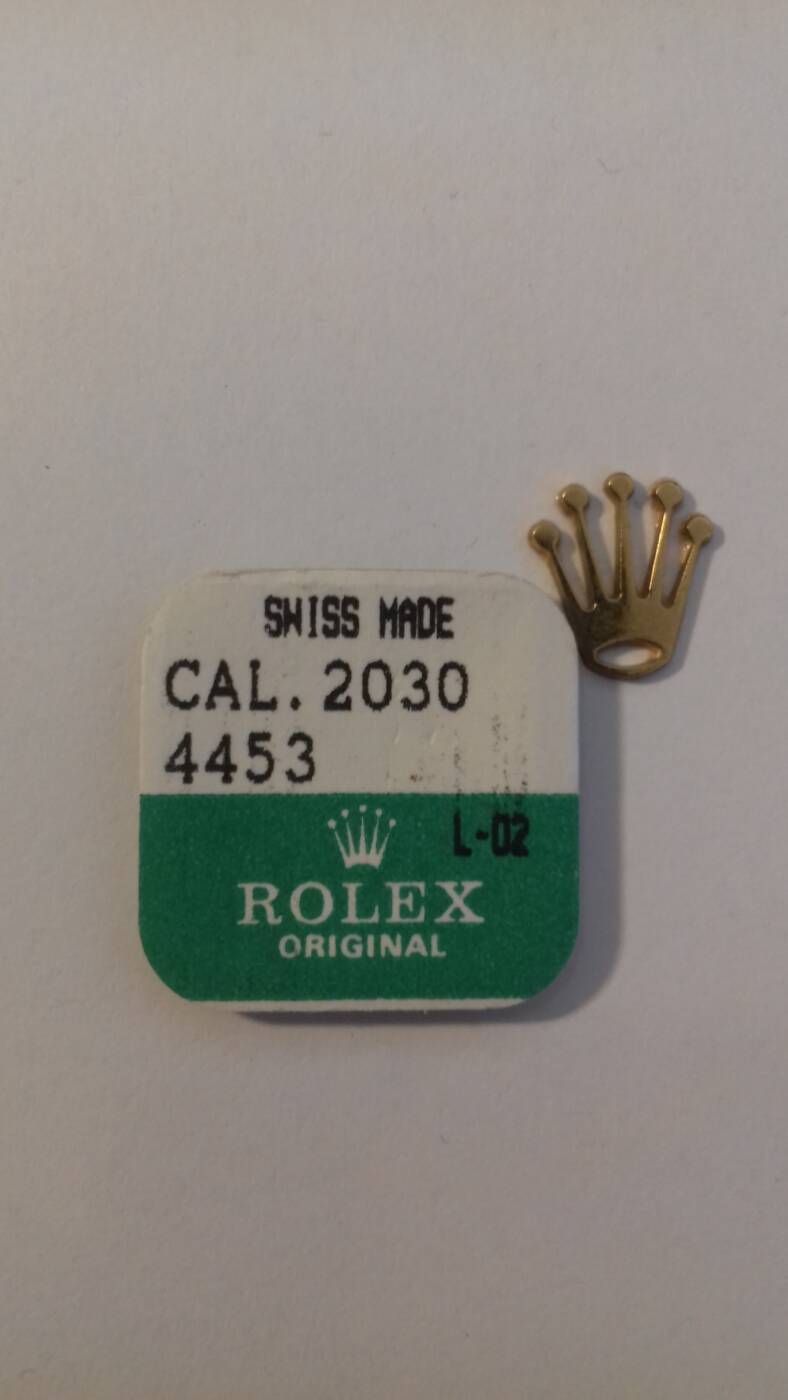 SWISS MADE
CAL. 2030
4453
L-02
ROLEX
ORIGINAL